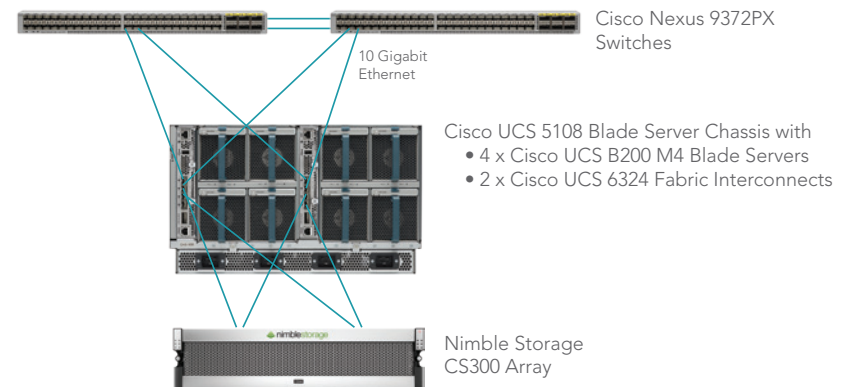 Cisco Nexus 9372PX
Switches
10 Gigabit
Ethernet
Cisco UCS 5108 Blade Server Chassis with
• 4 x Cisco UCS B200 M4 Blade Servers
• 2 x Cisco UCS 6324 Fabric Interconnects
nimblestorage
Nimble Storage
CS300 Array